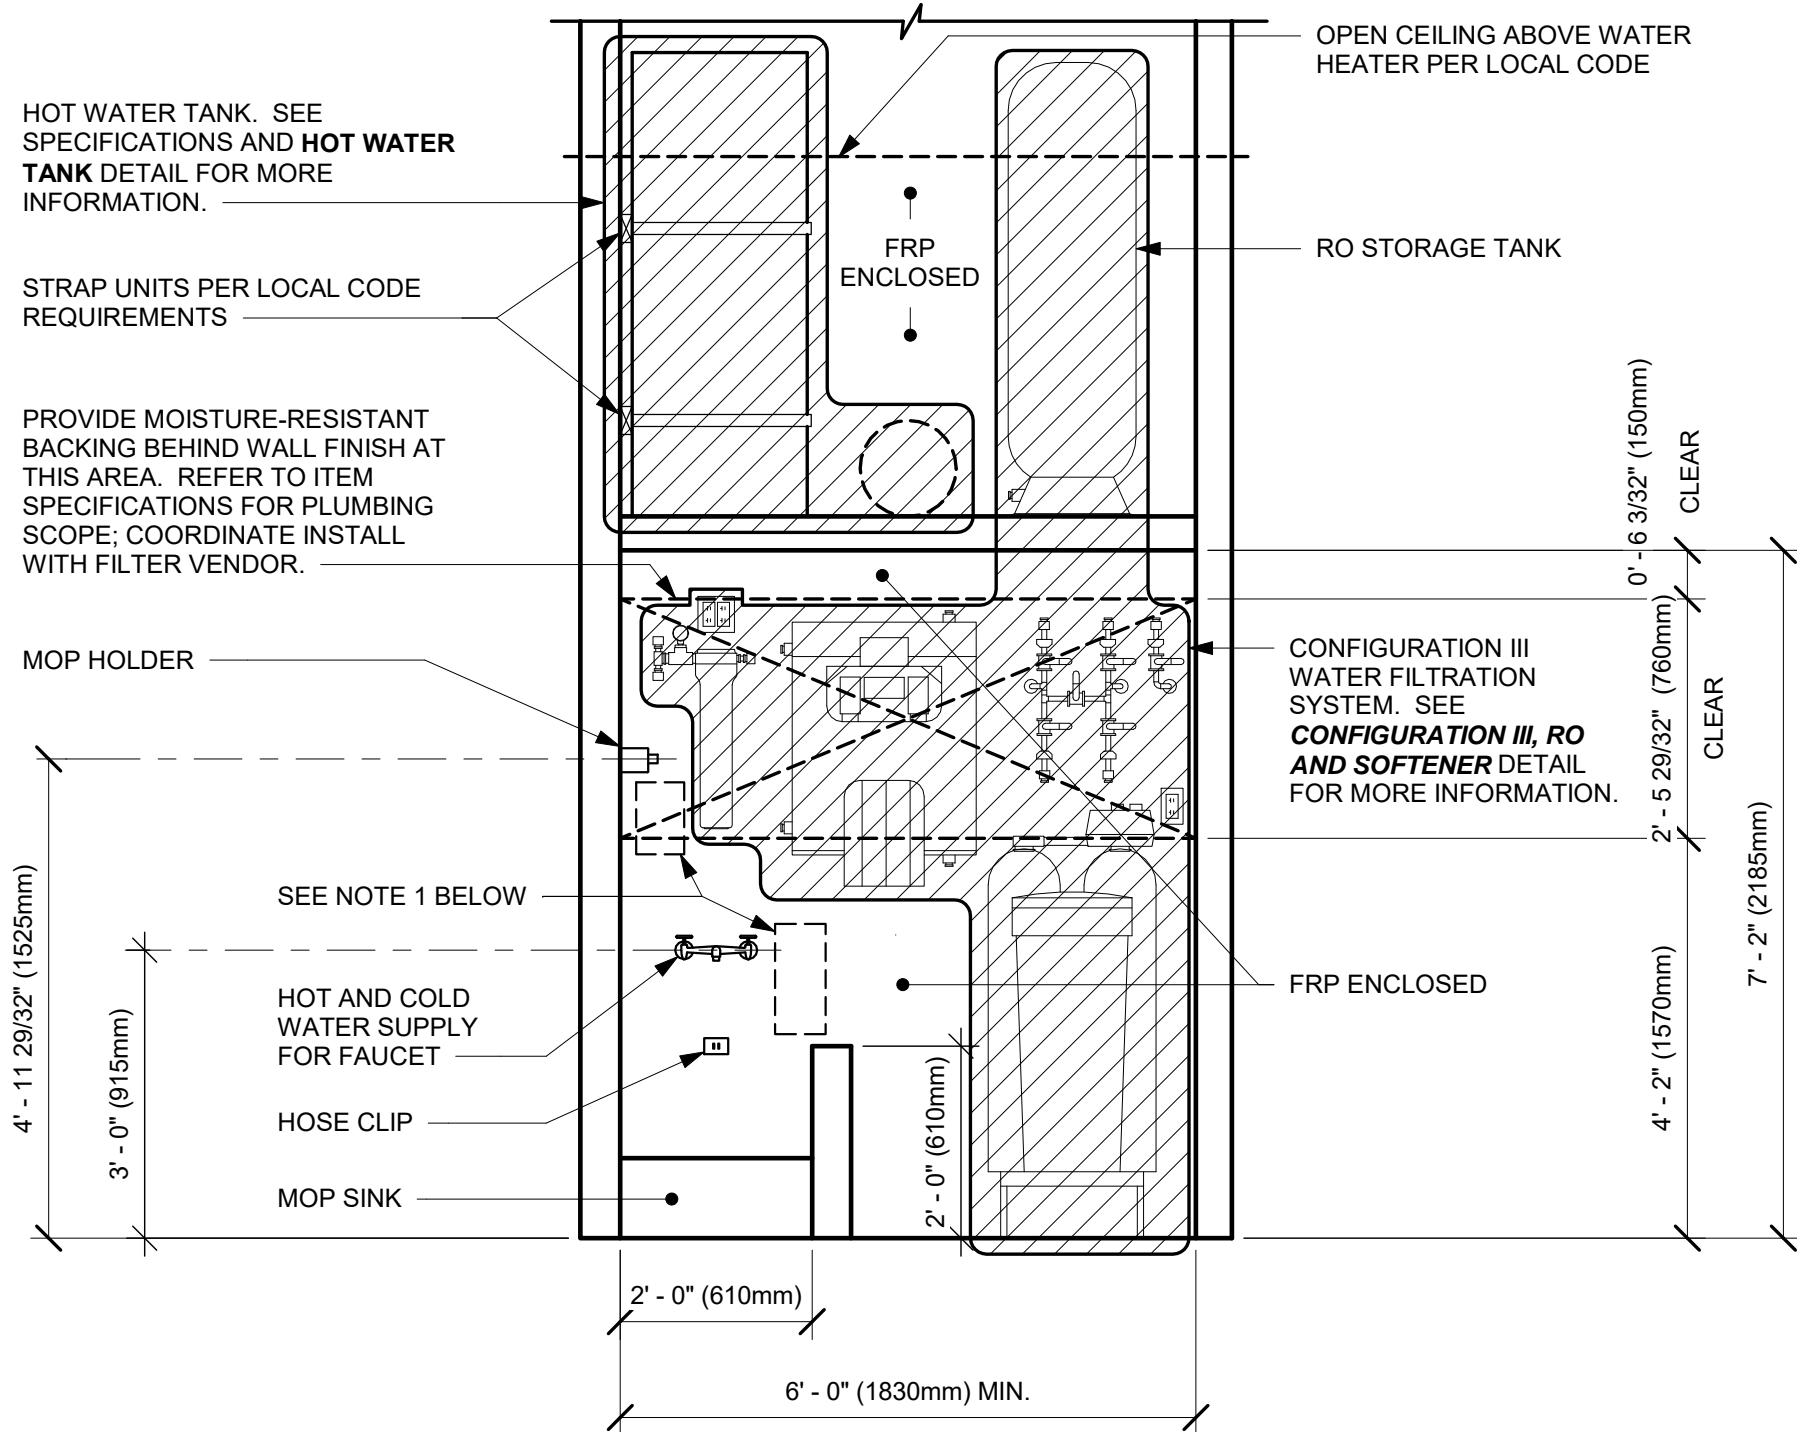 OPEN CEILING ABOVE WATER
HEATER PER LOCAL CODE
HOT WATER TANK. SEE
SPECIFICATIONS AND HOT WATER
TANK DETAIL FOR MORE
INFORMATION.
FRP
ENCLOSED
RO STORAGE TANK
STRAP UNITS PER LOCAL CODE
REQUIREMENTS
PROVIDE MOISTURE-RESISTANT
BACKING BEHIND WALL FINISH AT
THIS AREA. REFER TO ITEM
SPECIFICATIONS FOR PLUMBING
SCOPE; COORDINATE INSTALL
WITH FILTER VENDOR.
0' - 6 3/32" (150mm)
CLEAR
MOP HOLDER
CONFIGURATION III
WATER FILTRATION
SYSTEM. SEE
CONFIGURATION III, RO
AND SOFTENER DETAIL
FOR MORE INFORMATION.
2' - 5 29/32" (760mm)
CLEAR
7' - 2" (2185mm)
SEE NOTE 1 BELOW
4' - 11 29/32" (1525mm)
3' - 0" (915mm)
HOT AND COLD
WATER SUPPLY
FOR FAUCET
FRP ENCLOSED
4' - 2" (1570mm)
HOSE CLIP
2' - 0" (610mm)
MOP SINK
2' - 0" (610mm)
6' - 0" (1830mm) MIN.